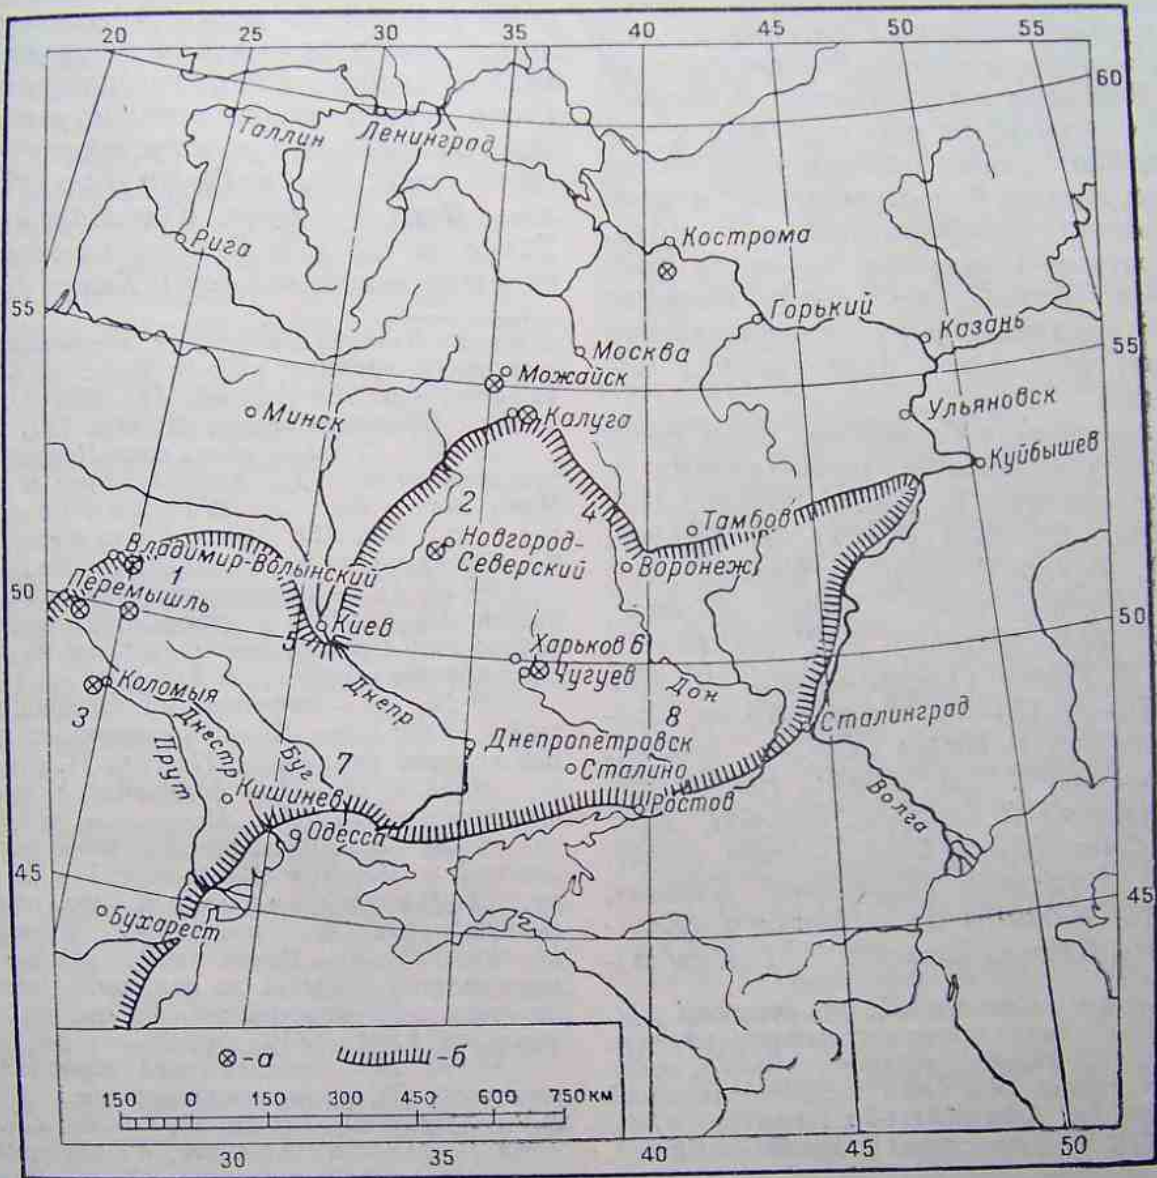 20 25 30 35 40 45 50 55
60
Таллин
Ленинград
Рига
Кострома
55
Горький
Казань
Москва
55
Можайск
Минск
Калуга
Ульяновск
Куйбышев
2
4
Тамбов
Новгород-
Северский
Воронеж
Владимир-Волынский
50
1
Перемышль
50
Киев
5
Харьков 6
Чугуев
Дон
Коломыя
3
Днепр
8
Сталинград
Днестр
Прут
Буг
7
Днепропетровск
Сталино
Кишинев
Ростов
Волга
9
Одесса
45
45
Бухарест
-а
-б
150 0 150 300 450 600 750 км
30 35 40 45 50